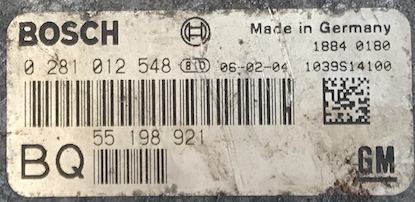 BOSCH Made in Germany
1884 0180
0 281 012 548 BID 06-02-04 1039S14100
55 198 921
BQ GM